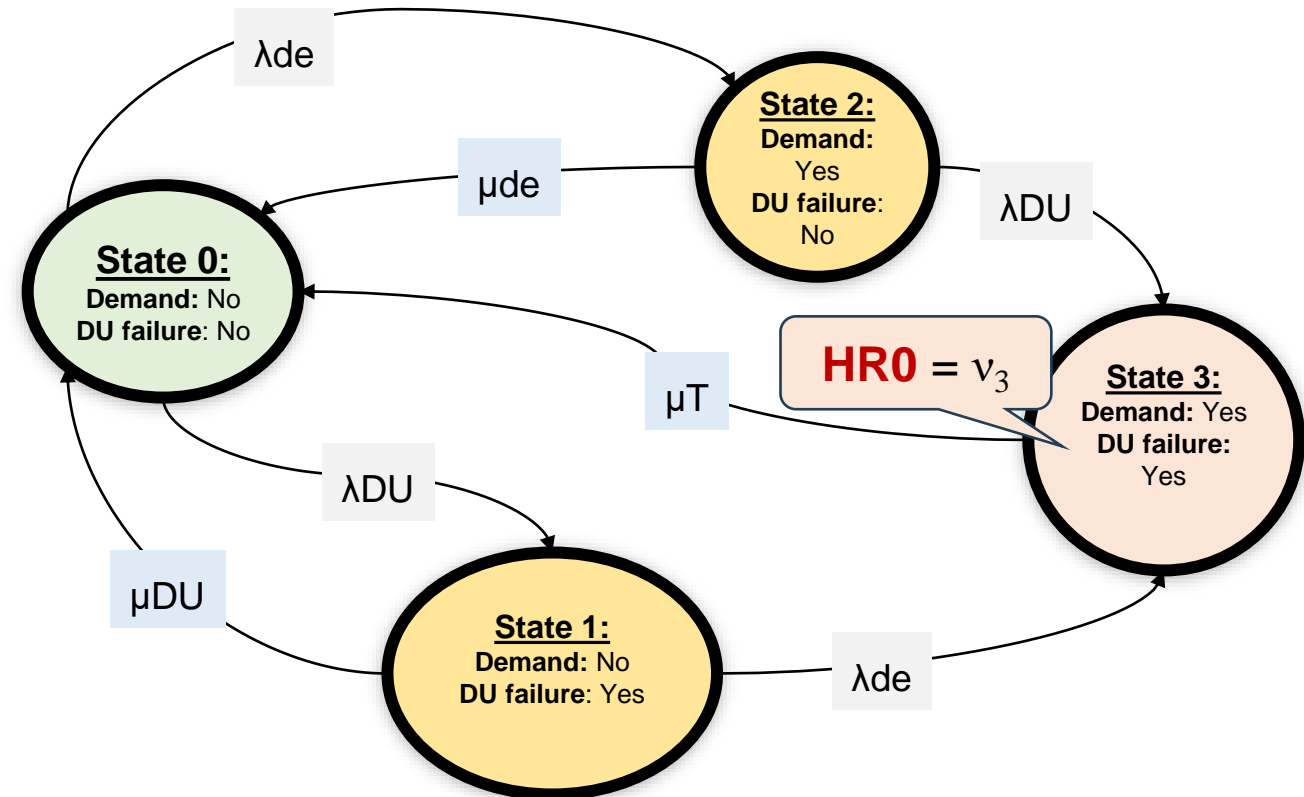 λde
State 2:
Demand:
Yes
DU failure:
No
µde
λDU
State 0:
Demand: No
DU failure: No
HR0 = ν₃
State 3:
Demand: Yes
DU failure:
Yes
µT
λDU
µDU
State 1:
Demand: No
DU failure: Yes
λde